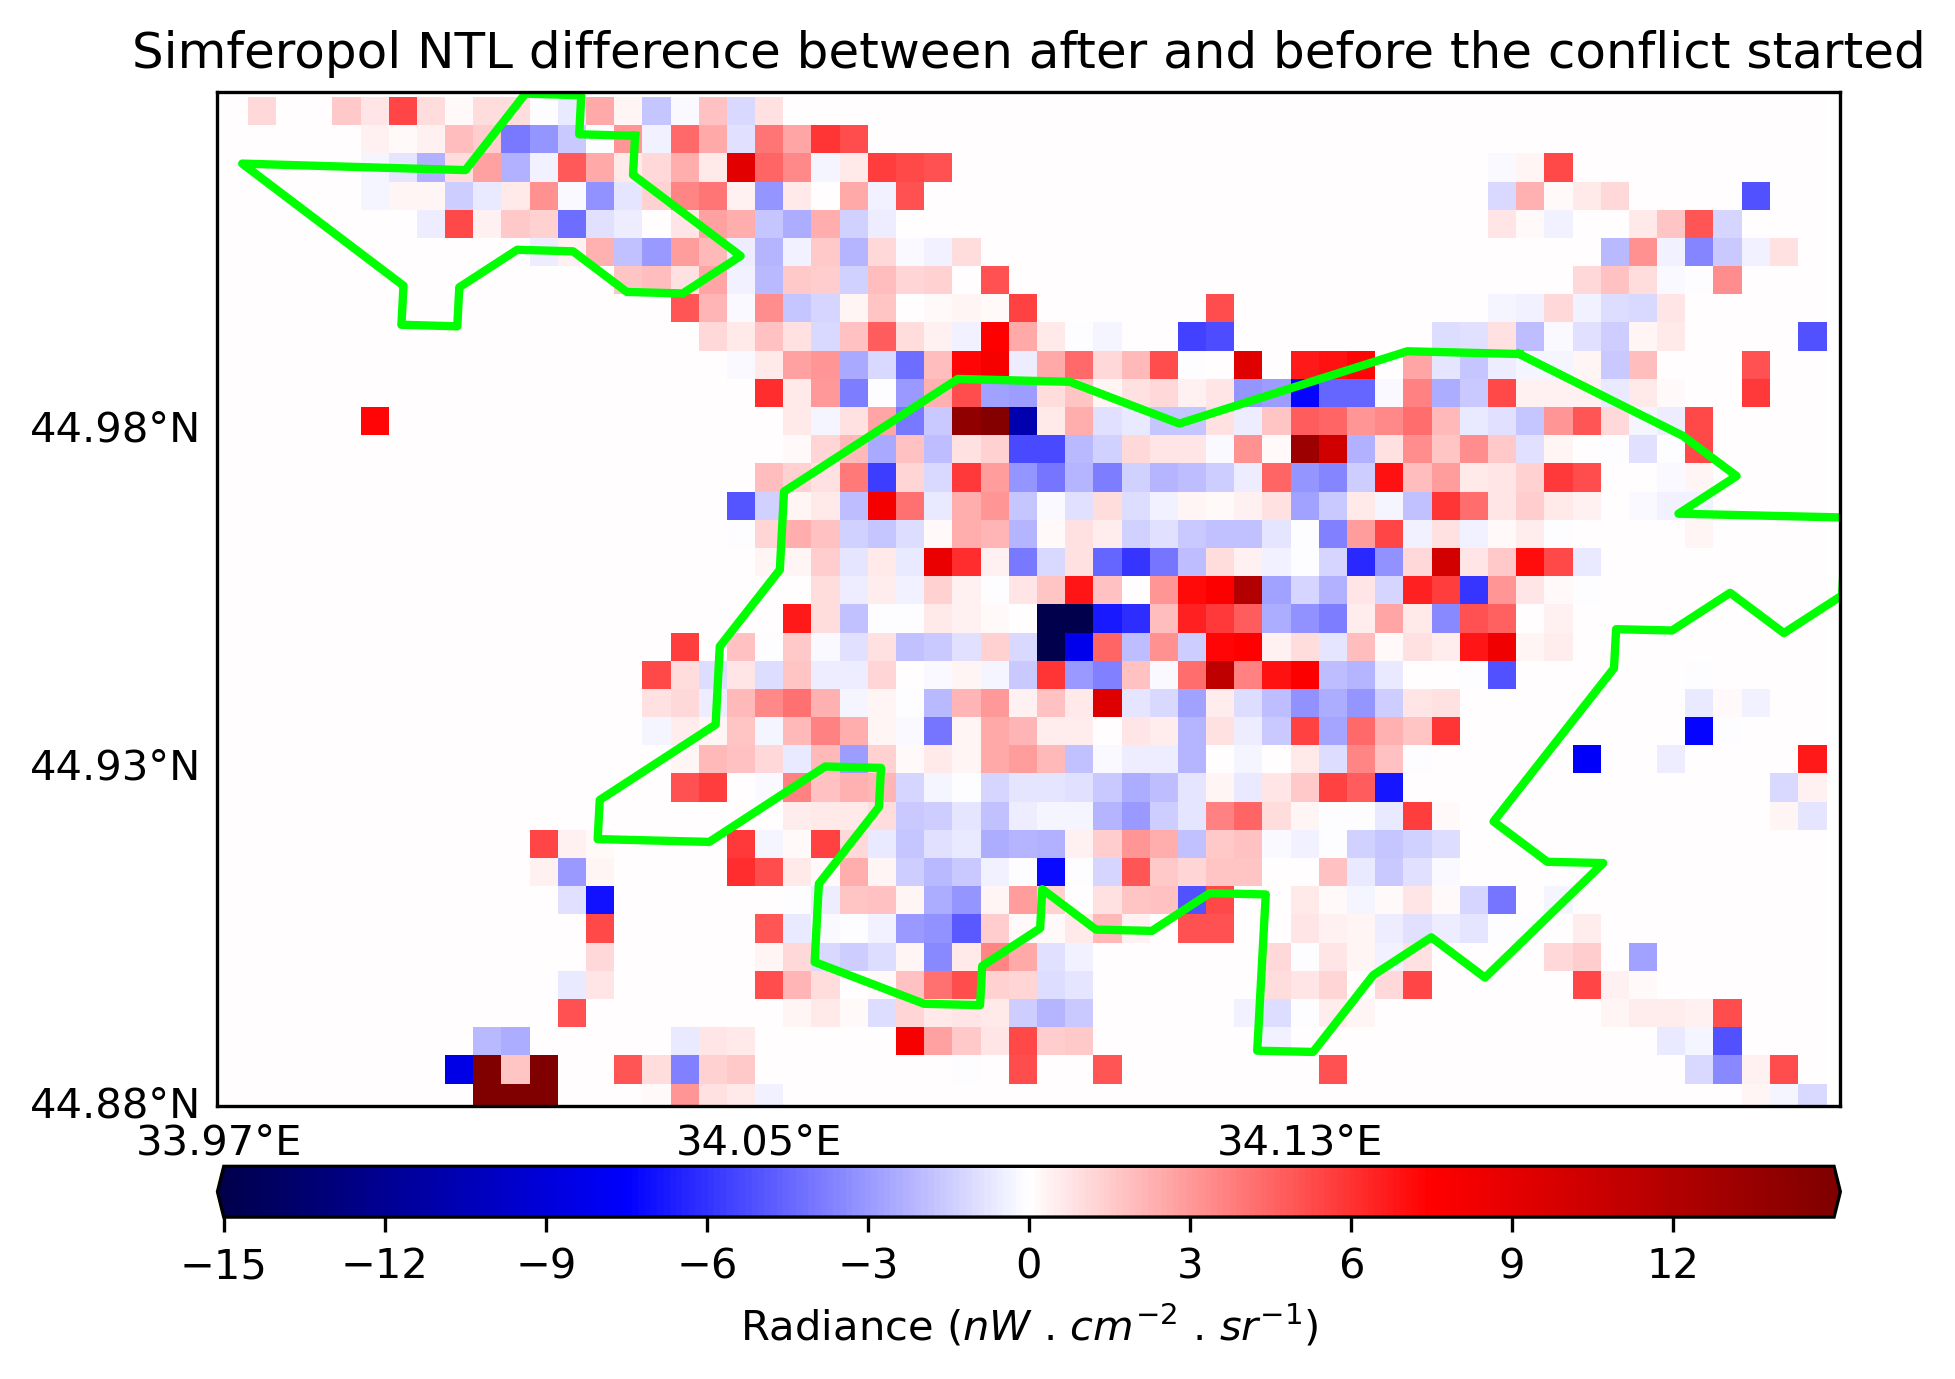 Simferopol NTL difference between after and before the conflict started
44.98°N
44.93°N
44.88°N
33.97°E 34.05°E 34.13°E
−15 −12 −9 −6 −3 0 3 6 9 12
Radiance (nW . cm⁻² . sr⁻¹)